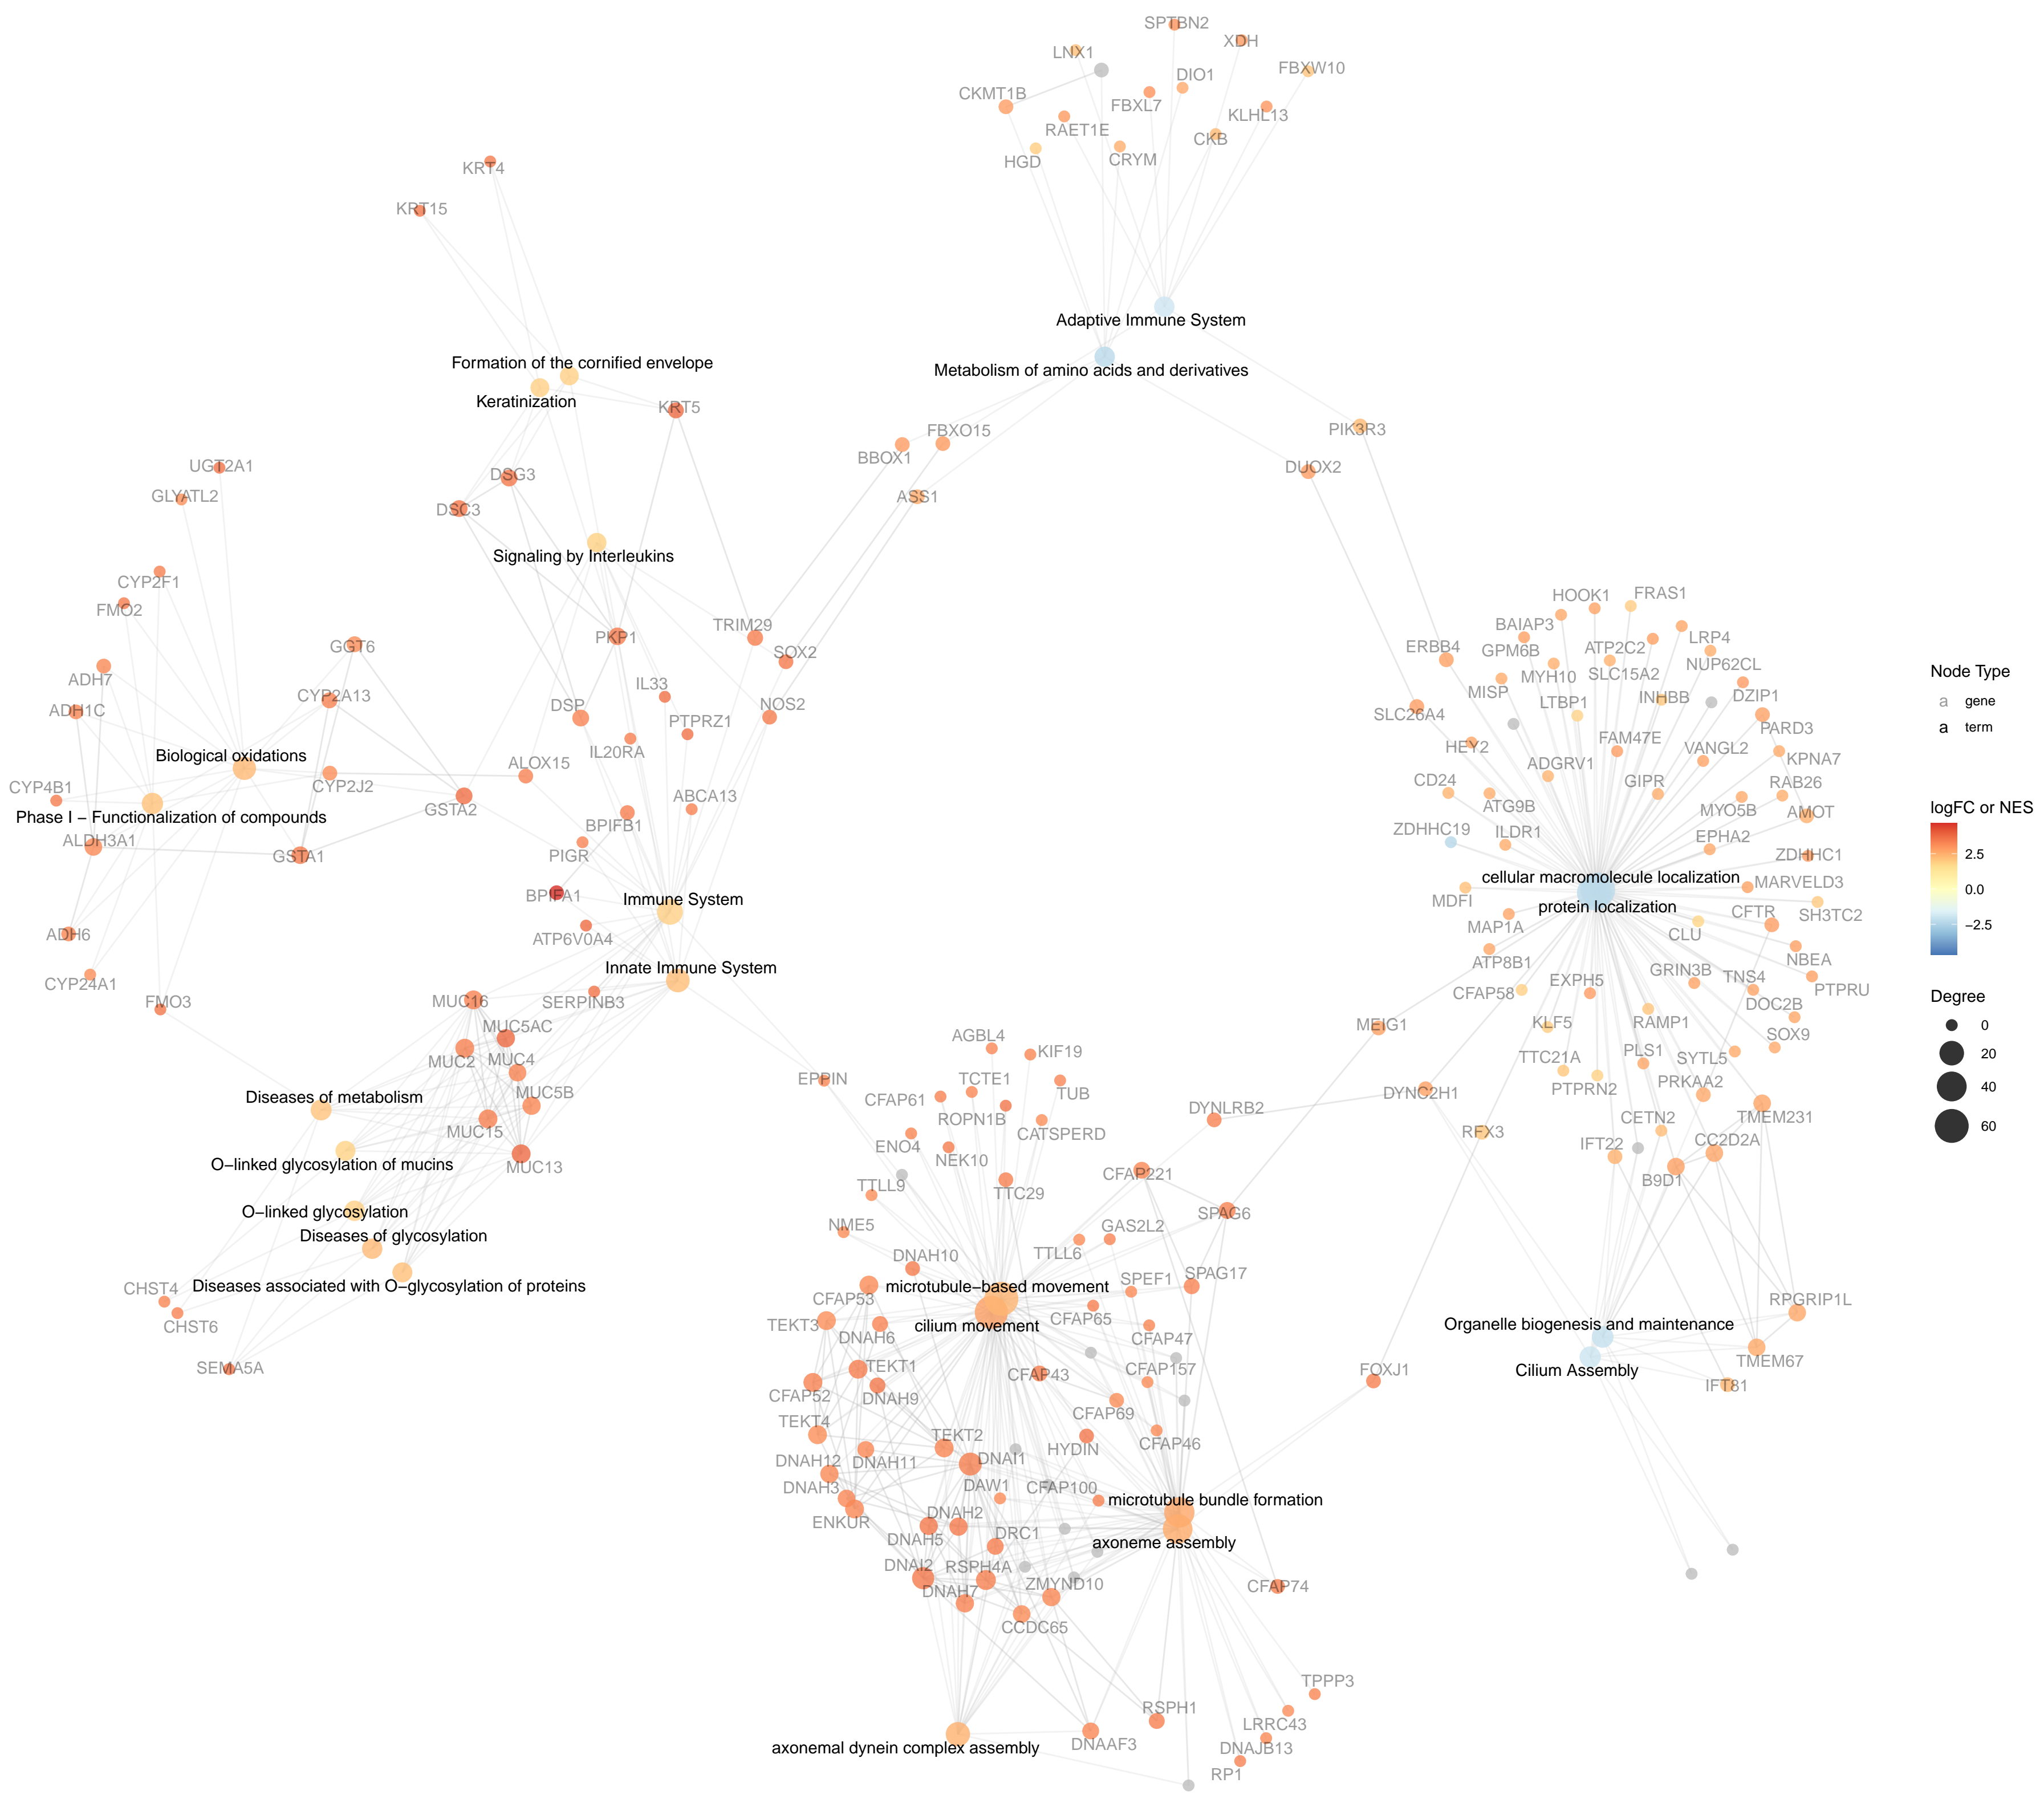 SPTBN2
XDH
LNX1
FBXW10
DIO1
CKMT1B
FBXL7
KLHL13
RAET1E
CKB
HGD
CRYM
KRT4
KRT15
Adaptive Immune System
Formation of the cornified envelope
Metabolism of amino acids and derivatives
Keratinization
KRT5
FBXO15
PIK3R3
BBOX1
UGT2A1
DUOX2
DSG3
GLYATL2
ASS1
DSC3
Signaling by Interleukins
CYP2F1
FMO2
HOOK1
FRAS1
BAIAP3
TRIM29
PKP1
LRP4
GGT6
ERBB4
GPM6B
ATP2C2
SOX2
NUP62CL
MYH10
SLC15A2
ADH7
IL33
MISP
DZIP1
CYP2A13
INHBB
LTBP1
DSP
NOS2
ADH1C
SLC26A4
PTPRZ1
PARD3
FAM47E
HEY2
VANGL2
IL20RA
Biological oxidations
KPNA7
ALOX15
ADGRV1
CD24
GIPR
RAB26
CYP4B1
CYP2J2
ABCA13
ATG9B
MYO5B
GSTA2
AMOT
Phase I – Functionalization of compounds
BPIFB1
ZDHHC19
ILDR1
EPHA2
ALDH3A1
GSTA1
PIGR
ZDHHC1
cellular macromolecule localization
MARVELD3
BPIFA1
Immune System
MDFI
protein localization
CFTR
SH3TC2
MAP1A
ADH6
ATP6V0A4
CLU
NBEA
ATP8B1
Innate Immune System
GRIN3B
TNS4
CYP24A1
EXPH5
PTPRU
CFAP58
FMO3
MUC16
SERPINB3
DOC2B
MUC5AC
MEIG1
KLF5
RAMP1
SOX9
AGBL4
KIF19
MUC2
MUC4
TTC21A
PLS1
SYTL5
EPPIN
TCTE1
PRKAA2
PTPRN2
MUC5B
CFAP61
TUB
DYNC2H1
Diseases of metabolism
ROPN1B
DYNLRB2
CETN2
TMEM231
MUC15
CATSPERD
RFX3
ENO4
IFT22
CC2D2A
NEK10
O–linked glycosylation of mucins
MUC13
CFAP221
B9D1
TTLL9
TTC29
O–linked glycosylation
SPAG6
NME5
GAS2L2
Diseases of glycosylation
DNAH10
TTLL6
SPAG17
Diseases associated with O–glycosylation of proteins
microtubule–based movement
SPEF1
CHST4
CFAP53
RPGRIP1L
CFAP65
CHST6
TEKT3
cilium movement
Organelle biogenesis and maintenance
DNAH6
CFAP47
SEMA5A
TEKT1
CFAP43
CFAP157
FOXJ1
Cilium Assembly
TMEM67
CFAP52
DNAH9
IFT81
CFAP69
TEKT4
TEKT2
CFAP46
HYDIN
DNAH12
DNAH11
DNAI1
DNAH3
DAW1
CFAP100
microtubule bundle formation
ENKUR
DNAH2
DNAH5
DRC1
axoneme assembly
DNAI2
RSPH4A
ZMYND10
CFAP74
DNAH7
CCDC65
TPPP3
RSPH1
LRRC43
axonemal dynein complex assembly
DNAAF3
DNAJB13
RP1
Node Type
a gene
a term
logFC or NES
2.5
0.0
−2.5
Degree
0
20
40
60